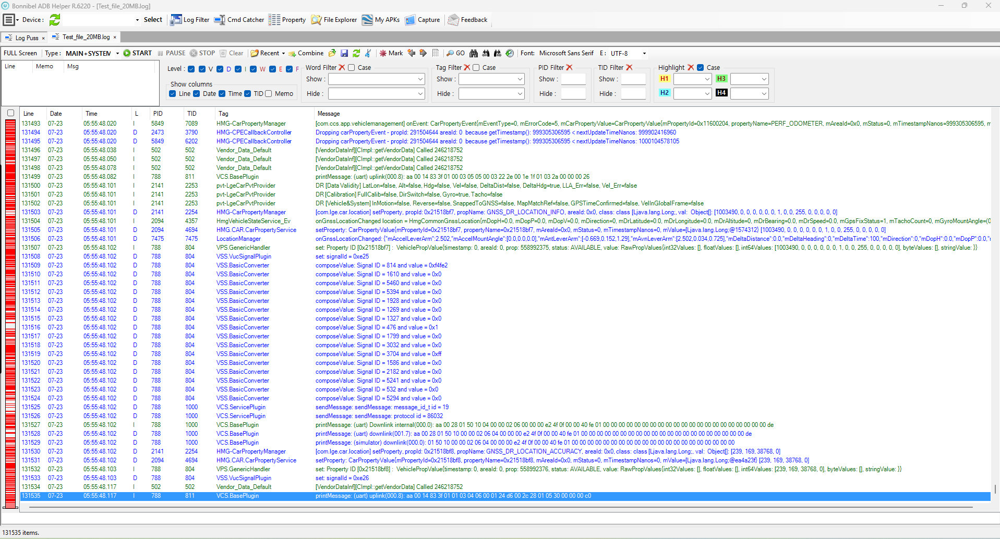 Bonnibel ADB Helper R.6220 - [Test_file_20MB.log]
Device : Select Log Filter Cmd Catcher Property File Explorer My APKs Capture Feedback
Log Puss × Test_file_20MB.log ×
FULL Screen Type : MAIN+SYSTEM START PAUSE STOP Clear Recent Combine Mark GO Font: Microsoft Sans Serif E : UTF-8
Line Memo Msg
Level : V D I W E F
Show columns
Line Date Time TID Memo
Word Filter Case
Show :
Hide :
Tag Filter Case
Show :
Hide :
PID Filter
Show :
Hide :
TID Filter
Show :
Hide :
Highlight Case
H1 H3
H2 H4
Line Date Time L PID TID Tag Message
131493 07-23 05:55:48.020 I 5849 7089 HMG-CarPropertyManager [com.ccs.app.vehiclemanagement] onEvent: CarPropertyEvent{mEventType=0, mErrorCode=5, mCarPropertyValue=CarPropertyValue{mPropertyId=0x11600204, propertyName=PERF_ODOMETER, mAreaId=0x0, mStatus=0, mTimestampNanos=999305306595, m
131494 07-23 05:55:48.020 D 2473 3790 HMG-CPECallbackController Dropping carPropertyEvent - propId: 291504644 areaId: 0 because getTimestamp(): 999305306595 < nextUpdateTimeNanos: 999902416960
131495 07-23 05:55:48.020 D 5849 6202 HMG-CPECallbackController Dropping carPropertyEvent - propId: 291504644 areaId: 0 because getTimestamp(): 999305306595 < nextUpdateTimeNanos: 1000104578105
131496 07-23 05:55:48.038 I 502 502 Vendor_Data_Default [VendorDataInf][CImpl::getVendorData] Called 246218752
131497 07-23 05:55:48.050 I 502 502 Vendor_Data_Default [VendorDataInf][CImpl::getVendorData] Called 246218752
131498 07-23 05:55:48.078 I 502 502 Vendor_Data_Default [VendorDataInf][CImpl::getVendorData] Called 246218752
131499 07-23 05:55:48.082 I 788 811 VCS.BasePlugin printMessage: (uart) uplink(000.8): aa 00 14 83 3f 01 00 03 05 05 00 03 22 2e 00 1e 1f 01 03 2a 00 00 00 26
131500 07-23 05:55:48.101 I 2141 2253 pvt-LgeCarPvtProvider DR [Data Validity] LatLon=false, Alt=false, Hdg=false, Vel=false, DeltaDist=false, DeltaHdg=true, LLA_Err=false, Vel_Err=false
131501 07-23 05:55:48.101 I 2141 2253 pvt-LgeCarPvtProvider DR [Calibration] FullCalib=false, DirSwitch=false, Gyro=true, Tacho=false
131502 07-23 05:55:48.101 I 2141 2253 pvt-LgeCarPvtProvider DR [Vehicle&System] InMotion=false, Reverse=false, SnappedToGNSS=false, MapMatchRef=false, GPSTimeConfirmed=false, VelInGlobalFrame=false
131503 07-23 05:55:48.101 D 2141 2254 HMG-CarPropertyManager [com.lge.car.location] setProperty, propId: 0x21518bf7, propName: GNSS_DR_LOCATION_INFO, areaId: 0x0, class: class [Ljava.lang.Long;, val: Object[]: [1003490, 0, 0, 0, 0, 0, 0, 1, 0, 0, 255, 0, 0, 0, 0, 0]
131504 07-23 05:55:48.101 I 2094 4357 HmgVehicleStateService_Ev onGnssLocationChanged location = HmgCommonGnssLocation{mDopH=0.0, mDopP=0.0, mDopV=0.0, mDirection=0, mDrLatitude=0.0, mDrLongitude=0.0, mDrAltitude=0, mDrBearing=0.0, mDrSpeed=0.0, mGpsFixStatus=1, mTachoCount=0, mGyroMountAngle=(0
131505 07-23 05:55:48.101 D 2094 4694 HMG.CAR.CarPropertyService setProperty: CarPropertyValue{mPropertyId=0x21518bf7, propertyName=0x21518bf7, mAreaId=0x0, mStatus=0, mTimestampNanos=0, mValue=[Ljava.lang.Long;@1574312} [1003490, 0, 0, 0, 0, 0, 0, 1, 0, 0, 255, 0, 0, 0, 0, 0]
131506 07-23 05:55:48.101 D 7475 7475 LocationManager onGnssLocationChanged: {"mAccelLeverArm":2.502,"mAccelMountAngle":[0.0,0.0,0.0],"mAntLeverArm":[-0.669,0.152,1.29],"mAvnLeverArm":[2.502,0.034,0.725],"mDeltaDistance":0.0,"mDeltaHeading":0,"mDeltaTime":100,"mDirection":0,"mDopH":0.0,"mDopP":0.0,"r
131507 07-23 05:55:48.101 I 788 804 VPS.GenericHandler set: Property ID [0x21518bf7] : VehiclePropValue{timestamp: 0, areaId: 0, prop: 558992375, status: AVAILABLE, value: RawPropValues{int32Values: [], floatValues: [], int64Values: [1003490, 0, 0, 0, 0, 0, 0, 1, 0, 0, 255, 0, 0, 0, 0, 0], byteValues: [], stringValue: }}
131508 07-23 05:55:48.102 D 788 804 VSS.VucSignalPlugin set: signalId = 0xe25
131509 07-23 05:55:48.102 D 788 804 VSS.BasicConverter composeValue: Signal ID = 814 and value = 0xf4fe2
131510 07-23 05:55:48.102 D 788 804 VSS.BasicConverter composeValue: Signal ID = 1610 and value = 0x0
131511 07-23 05:55:48.102 D 788 804 VSS.BasicConverter composeValue: Signal ID = 5460 and value = 0x0
131512 07-23 05:55:48.102 D 788 804 VSS.BasicConverter composeValue: Signal ID = 5394 and value = 0x0
131513 07-23 05:55:48.102 D 788 804 VSS.BasicConverter composeValue: Signal ID = 1928 and value = 0x0
131514 07-23 05:55:48.102 D 788 804 VSS.BasicConverter composeValue: Signal ID = 1269 and value = 0x0
131515 07-23 05:55:48.102 D 788 804 VSS.BasicConverter composeValue: Signal ID = 1327 and value = 0x0
131516 07-23 05:55:48.102 D 788 804 VSS.BasicConverter composeValue: Signal ID = 476 and value = 0x1
131517 07-23 05:55:48.102 D 788 804 VSS.BasicConverter composeValue: Signal ID = 1799 and value = 0x0
131518 07-23 05:55:48.102 D 788 804 VSS.BasicConverter composeValue: Signal ID = 3032 and value = 0x0
131519 07-23 05:55:48.102 D 788 804 VSS.BasicConverter composeValue: Signal ID = 3704 and value = 0xff
131520 07-23 05:55:48.102 D 788 804 VSS.BasicConverter composeValue: Signal ID = 1586 and value = 0x0
131521 07-23 05:55:48.102 D 788 804 VSS.BasicConverter composeValue: Signal ID = 2182 and value = 0x0
131522 07-23 05:55:48.102 D 788 804 VSS.BasicConverter composeValue: Signal ID = 5241 and value = 0x0
131523 07-23 05:55:48.102 D 788 804 VSS.BasicConverter composeValue: Signal ID = 532 and value = 0x0
131524 07-23 05:55:48.102 D 788 804 VSS.BasicConverter composeValue: Signal ID = 5294 and value = 0x0
131525 07-23 05:55:48.102 D 788 1000 VCS.ServicePlugin sendMessage: sendMessage: message_id_t id = 19
131526 07-23 05:55:48.102 D 788 1000 VCS.ServicePlugin sendMessage: sendMessage: protocol id = 86032
131527 07-23 05:55:48.102 I 788 1000 VCS.BasePlugin printMessage: (uart) Downlink internal(000.0): aa 00 28 01 50 10 04 00 00 02 06 00 00 00 e2 4f 0f 00 00 40 fe 01 00 00 00 00 00 00 00 00 00 00 00 00 00 00 00 00 00 00 00 00 00 de
131528 07-23 05:55:48.102 D 788 1000 VCS.BasePlugin printMessage: (uart) downlink(001.7): aa 00 28 01 50 10 00 00 02 06 04 00 00 00 e2 4f 0f 00 00 40 fe 01 00 00 00 00 00 00 00 00 00 00 00 00 00 00 00 00 00 00 00 00 00 de
131529 07-23 05:55:48.102 D 788 1000 VCS.BasePlugin printMessage: (simulator) downlink(000.0): 01 50 10 00 00 02 06 04 00 00 00 e2 4f 0f 00 00 40 fe 01 00 00 00 00 00 00 00 00 00 00 00 00 00 00 00 00 00 00 00 00 00
131530 07-23 05:55:48.102 D 2141 2254 HMG-CarPropertyManager [com.lge.car.location] setProperty, propId: 0x21518bf8, propName: GNSS_DR_LOCATION_ACCURACY, areaId: 0x0, class: class [Ljava.lang.Long;, val: Object[]: [239, 169, 38768, 0]
131531 07-23 05:55:48.103 D 2094 4694 HMG.CAR.CarPropertyService setProperty: CarPropertyValue{mPropertyId=0x21518bf8, propertyName=0x21518bf8, mAreaId=0x0, mStatus=0, mTimestampNanos=0, mValue=[Ljava.lang.Long;@ea4a23f} [239, 169, 38768, 0]
131532 07-23 05:55:48.103 I 788 804 VPS.GenericHandler set: Property ID [0x21518bf8] : VehiclePropValue{timestamp: 0, areaId: 0, prop: 558992376, status: AVAILABLE, value: RawPropValues{int32Values: [], floatValues: [], int64Values: [239, 169, 38768, 0], byteValues: [], stringValue: }}
131533 07-23 05:55:48.103 D 788 804 VSS.VucSignalPlugin set: signalId = 0xe26
131534 07-23 05:55:48.117 I 502 502 Vendor_Data_Default [VendorDataInf][CImpl::getVendorData] Called 246218752
131535 07-23 05:55:48.117 I 788 811 VCS.BasePlugin printMessage: (uart) uplink(000.8): aa 00 14 83 3f 01 01 03 04 06 00 01 24 d6 00 2c 28 01 05 30 00 00 00 c0
131535 items.